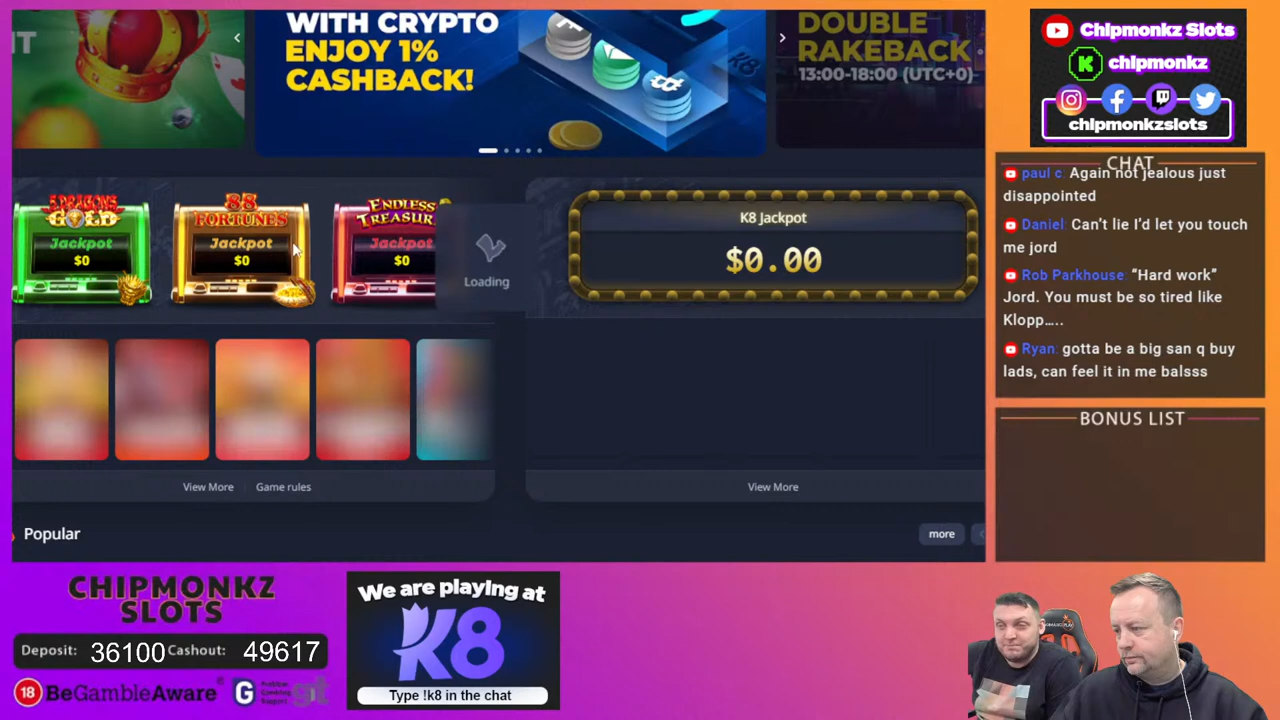 WITH CRYPTO
ENJOY 1%
CASHBACK!
DOUBLE
RAKEBACK
13:00-18:00 (UTC+0)
5 DRAGONS
GOLD
Jackpot
$0
88
FORTUNES
Jackpot
$0
ENDLESS
TREASURE
Jackpot
$0
Loading
K8 Jackpot
$0.00
View More
Game rules
View More
Popular
more
Chipmonkz Slots
chipmonkz
chipmonkzslots
CHAT
paul c: Again not jealous just
disappointed
Daniel: Can't lie I'd let you touch
me jord
Rob Parkhouse: "Hard work"
Jord. You must be so tired like
Klopp…..
Ryan: gotta be a big san q buy
lads, can feel it in me balsss
BONUS LIST
CHIPMONKZ
SLOTS
Deposit: 36100 Cashout: 49617
18 BeGambleAware
We are playing at
K8
Type !k8 in the chat